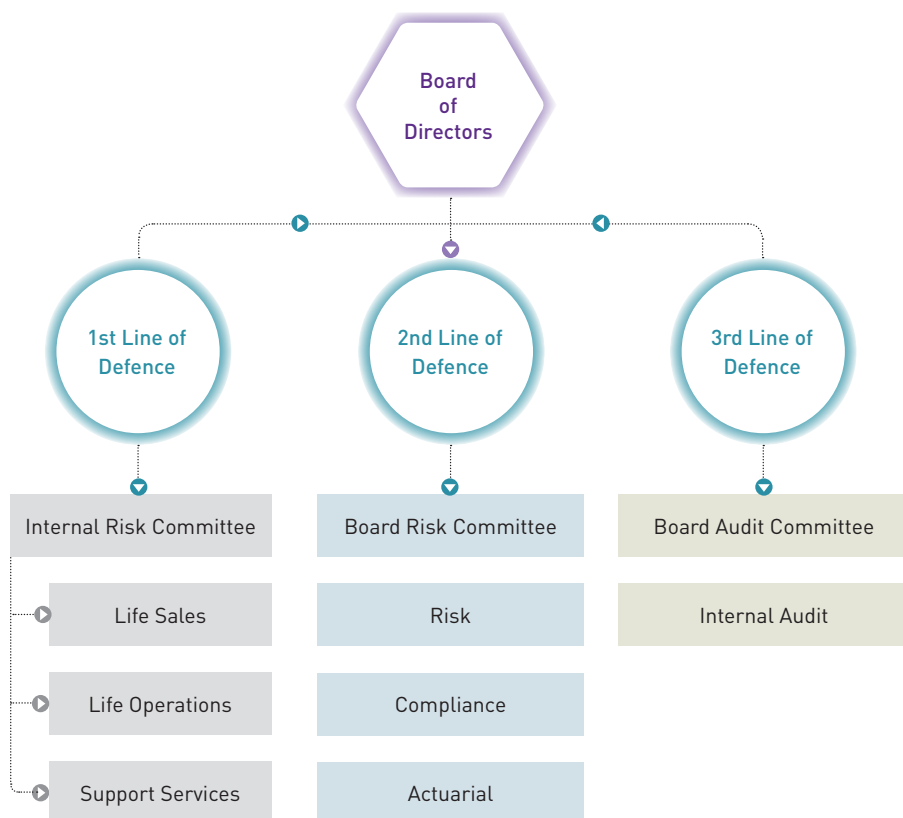 Board
of
Directors
1st Line of
Defence
2nd Line of
Defence
3rd Line of
Defence
Internal Risk Committee
Board Risk Committee
Board Audit Committee
Life Sales
Risk
Internal Audit
Life Operations
Compliance
Support Services
Actuarial